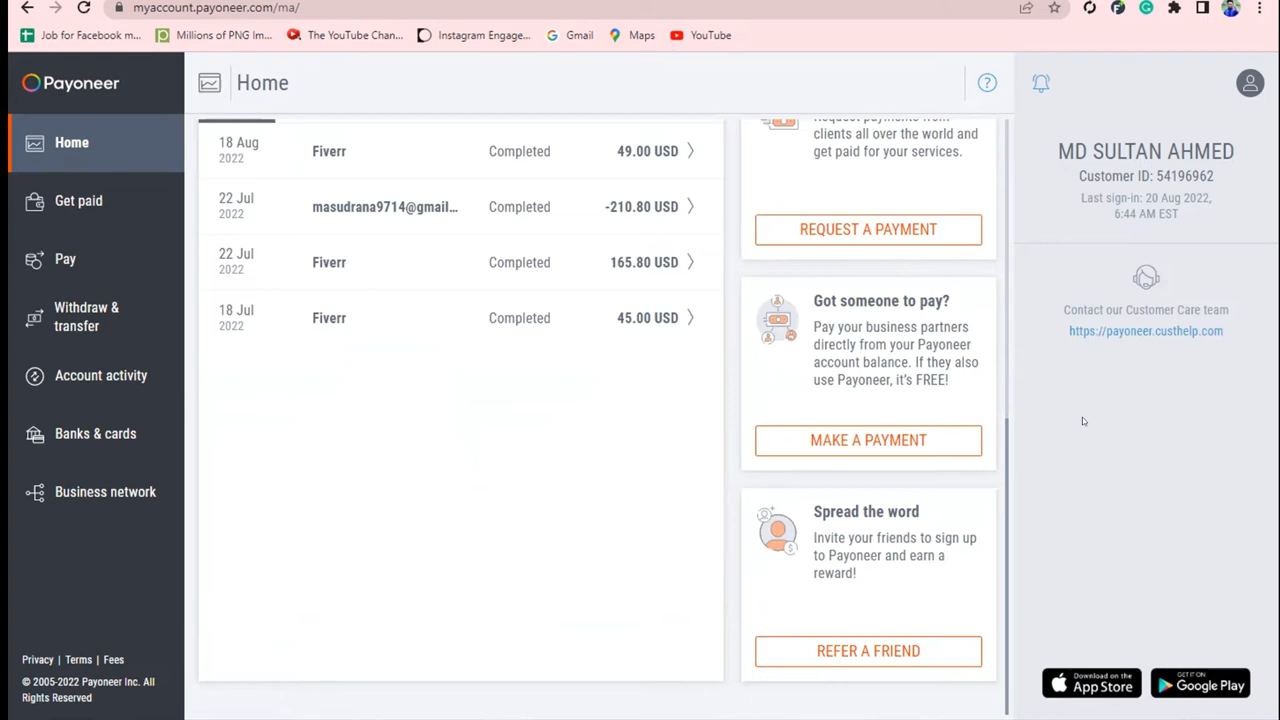 myaccount.payoneer.com/ma/
Job for Facebook m...
Millions of PNG Im...
The YouTube Chan...
Instagram Engage...
Gmail
Maps
YouTube
Payoneer
Home
Get paid
Pay
Withdraw &
transfer
Account activity
Banks & cards
Business network
Privacy | Terms | Fees
© 2005-2022 Payoneer Inc. All
Rights Reserved
Home
18 Aug
2022
Fiverr
Completed
49.00 USD
22 Jul
2022
masudrana9714@gmail...
Completed
-210.80 USD
22 Jul
2022
Fiverr
Completed
165.80 USD
18 Jul
2022
Fiverr
Completed
45.00 USD
Request payments from
clients all over the world and
get paid for your services.
REQUEST A PAYMENT
Got someone to pay?
Pay your business partners
directly from your Payoneer
account balance. If they also
use Payoneer, it's FREE!
MAKE A PAYMENT
Spread the word
Invite your friends to sign up
to Payoneer and earn a
reward!
REFER A FRIEND
MD SULTAN AHMED
Customer ID: 54196962
Last sign-in: 20 Aug 2022,
6:44 AM EST
Contact our Customer Care team
https://payoneer.custhelp.com
Download on the
App Store
GET IT ON
Google Play